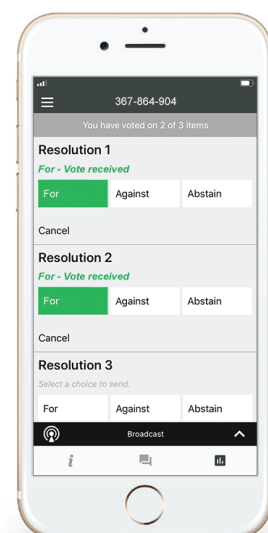 367-864-904
You have voted on 2 of 3 items
Resolution 1
For - Vote received
For Against Abstain
Cancel
Resolution 2
For - Vote received
For Against Abstain
Cancel
Resolution 3
Select a choice to send.
For Against Abstain
Broadcast
i